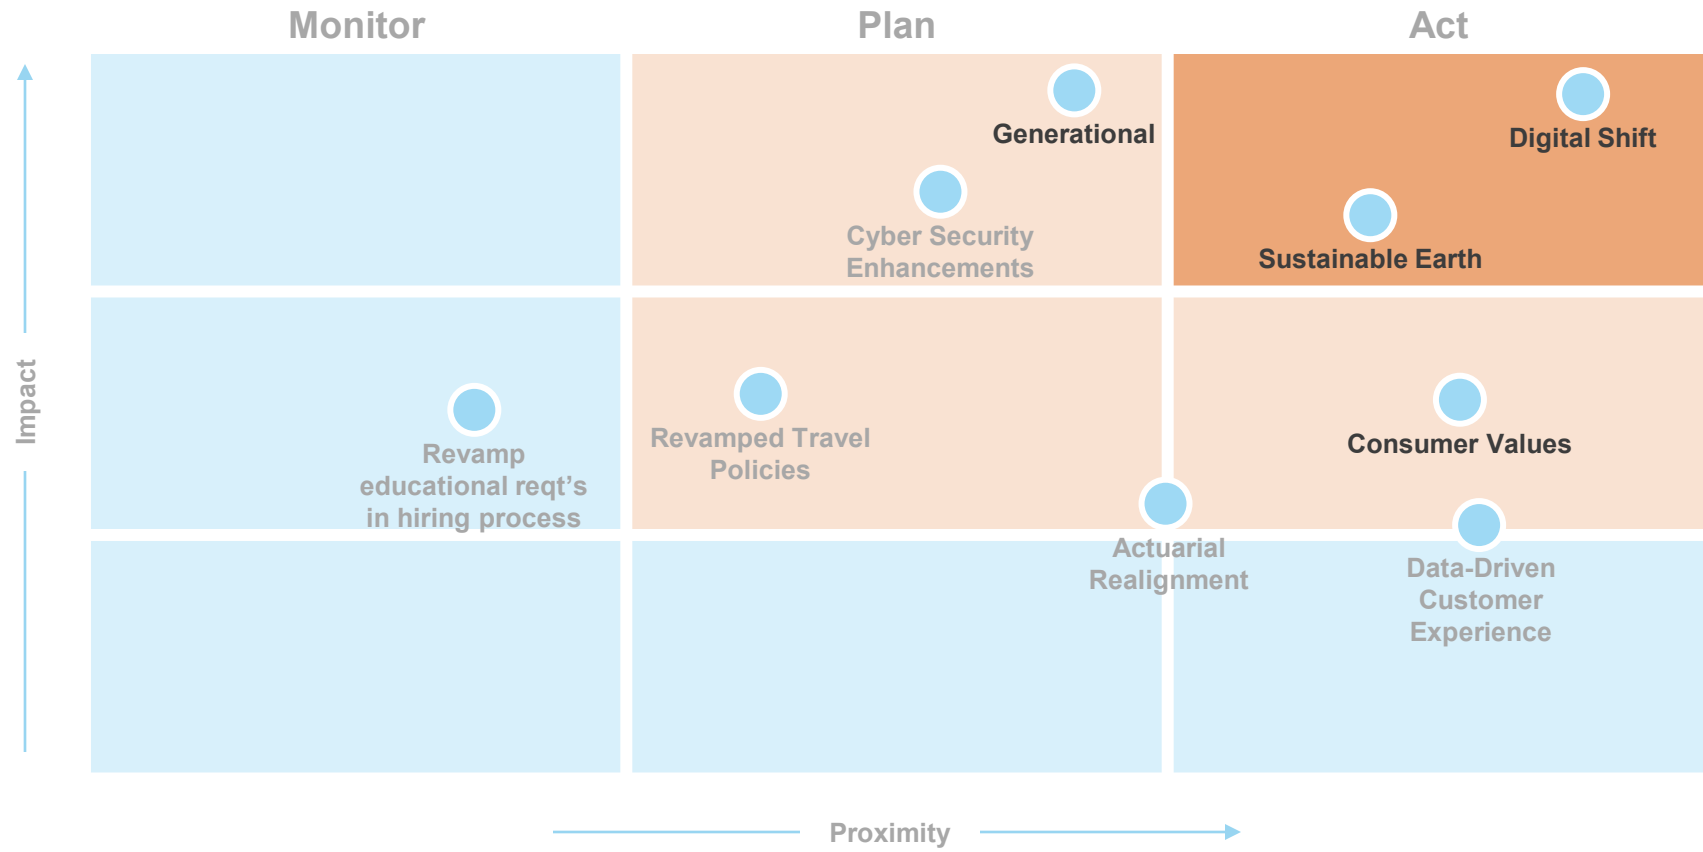 Monitor
Plan
Act
Generational
Digital Shift
Cyber Security
Enhancements
Sustainable Earth
Impact
Revamp
educational reqt’s
in hiring process
Revamped Travel
Policies
Consumer Values
Actuarial
Realignment
Data-Driven
Customer
Experience
Proximity